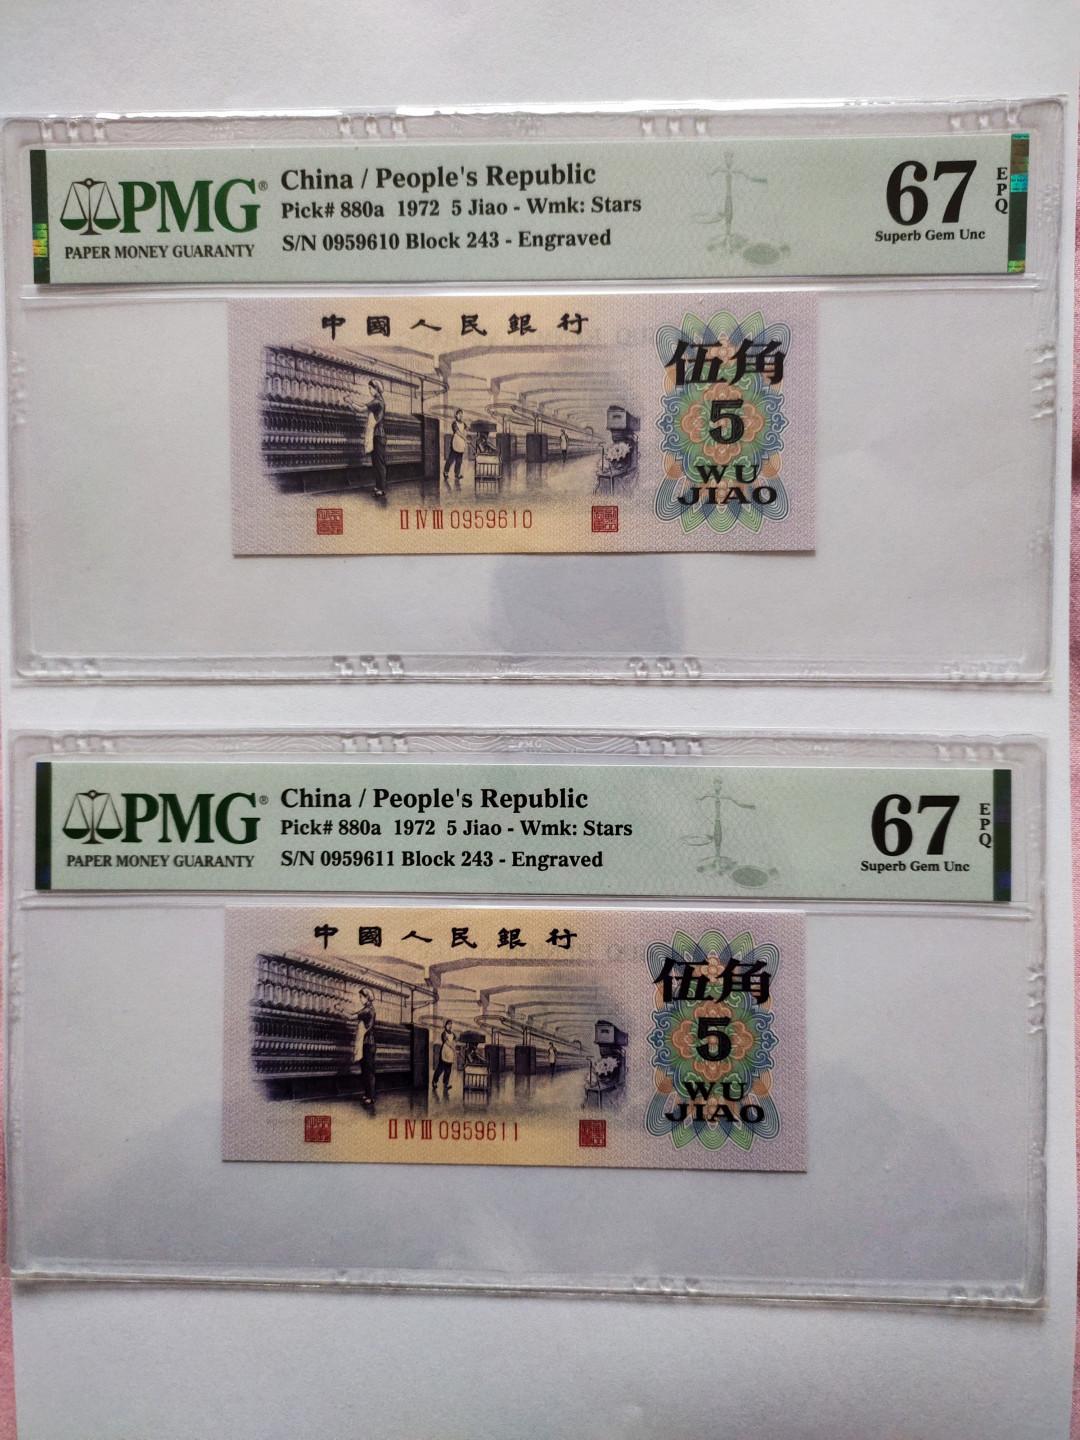 PMG®
PAPER MONEY GUARANTY
China / People's Republic
Pick# 880a 1972 5 Jiao - Wmk: Stars
S/N 0959610 Block 243 - Engraved
67
EPQ
Superb Gem Unc
中國人民銀行
伍角
5
WU
JIAO
II IV III 0959610
PMG®
PAPER MONEY GUARANTY
China / People's Republic
Pick# 880a 1972 5 Jiao - Wmk: Stars
S/N 0959611 Block 243 - Engraved
67
EPQ
Superb Gem Unc
中國人民銀行
伍角
5
WU
JIAO
II IV III 0959611